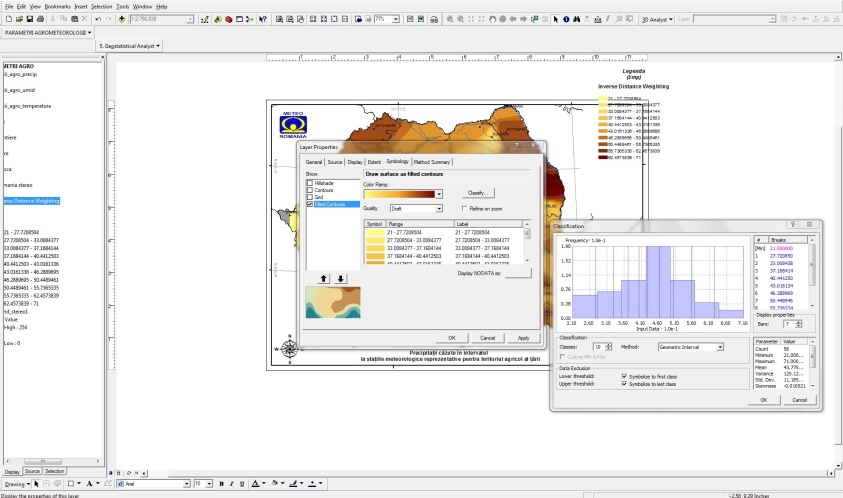 File Edit View Bookmarks Insert Selection Tools Window Help
1:2,756,838
77%
3D Analyst
Layer:
PARAMETRI AGROMETEOROLOGII
5. Geostatistical Analyst
METRI AGRO
ti_agro_precip
ti_agro_umid
ti_agro_temperatura
mania stereo
erse Distance Weighting
21 - 27.7208504
27.7208504 - 33.0084377
33.0084377 - 37.1684144
37.1684144 - 40.4412503
40.4412503 - 43.0161336
43.0161336 - 46.2889695
46.2889695 - 50.4489461
50.4489461 - 55.7365335
55.7365335 - 62.4573839
62.4573839 - 71
nd_stereo1
Value
High : 254
Low : 0
Display Source Selection
METEO
ROMANIA
Legenda
(l/mp)
Inverse Distance Weighting
21 - 27.7208504
27.7208504 - 33.0084377
33.0084377 - 37.1684144
37.1684144 - 40.4412503
40.4412503 - 43.0161336
43.0161336 - 46.2889695
46.2889695 - 50.4489461
50.4489461 - 55.7365335
55.7365335 - 62.4573839
62.4573839 - 71
Layer Properties
General Source Display Extent Symbology Method Summary
Show:
Hillshade
Contours
Grid
Filled Contours
Draw surface as filled contours
Color Ramp:
Classify...
Quality: Draft
Refine on zoom
Symbol Range Label
21 - 27.7208504 21 - 27.7208504
27.7208504 - 33.0084377 27.7208504 - 33.0084377
33.0084377 - 37.1684144 33.0084377 - 37.1684144
37.1684144 - 40.4412503 37.1684144 - 40.4412503
Display NODATA as:
OK Cancel Apply
Precipitații căzute în intervalul
la stațiile meteorologice reprezentative pentru teritoriul agricol al țării
Classification
Frequency: 1.0e-1
1.90
1.52
1.14
0.76
0.38
0.00
2.10 2.60 3.10 3.60 4.10 4.60 5.10 5.60 6.10 6.60 7.10
Input Data · 1.0e-1
# Breaks
[Min] 21.000000
1 27.720850
2 33.008438
3 37.168414
4 40.441250
5 43.016134
6 46.288969
7 50.448946
8 55.736535
Display properties
Bars: 7
Classification
Classes: 10 Method: Geometric Interval
Custom Min & Max
Data Exclusion
Lower threshold: Symbolize to first class
Upper threshold: Symbolize to last class
Parameter Value
Count 58
Minimum 21.000...
Maximum 71.000...
Mean 43.775...
Variance 125.12...
Std. Dev. 11.185...
Skewness -0.016521
OK Cancel
Drawing Arial 10 B I U A
Display the properties of this layer
-2.50 9.29 Inches